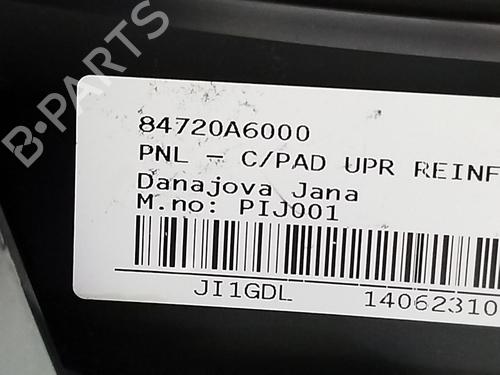 B-PARTS
84720A6000
PNL - C/PAD UPR REINF
Danajova Jana
M.no: PIJ001
JI1GDL 14062310